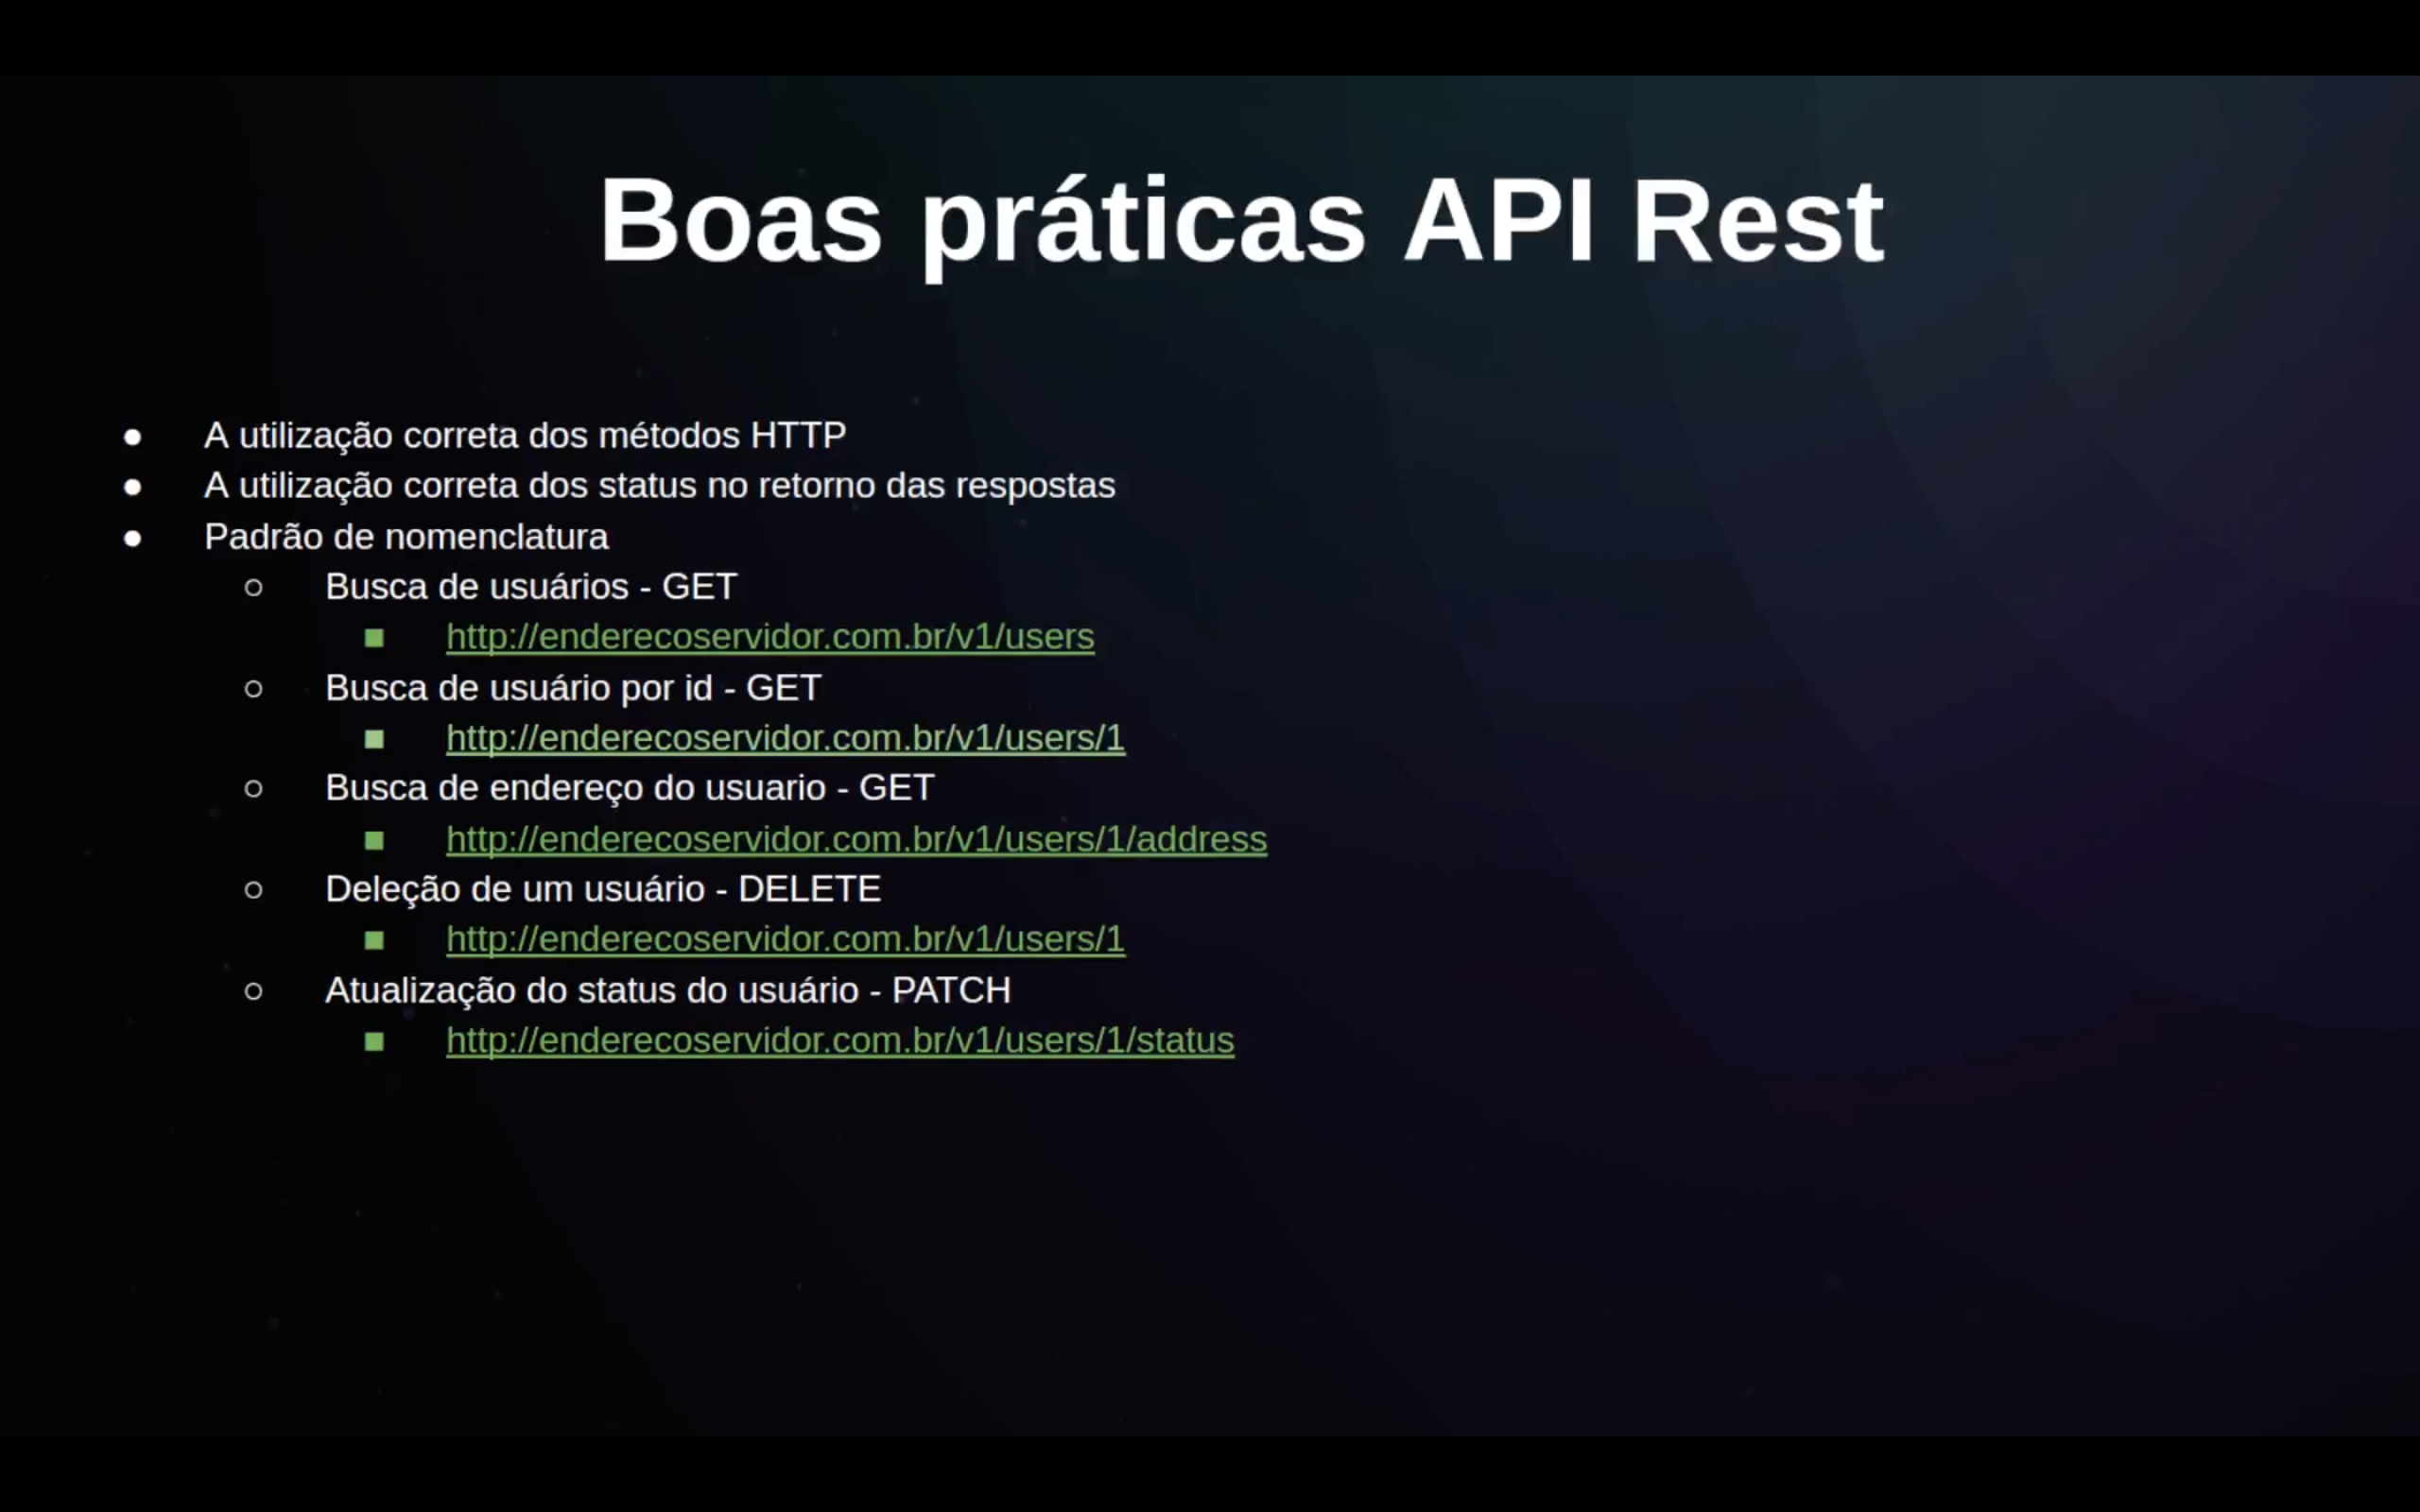 Boas práticas API Rest
● A utilização correta dos métodos HTTP
● A utilização correta dos status no retorno das respostas
● Padrão de nomenclatura
○ Busca de usuários - GET
■ http://enderecoservidor.com.br/v1/users
○ Busca de usuário por id - GET
■ http://enderecoservidor.com.br/v1/users/1
○ Busca de endereço do usuario - GET
■ http://enderecoservidor.com.br/v1/users/1/address
○ Deleção de um usuário - DELETE
■ http://enderecoservidor.com.br/v1/users/1
○ Atualização do status do usuário - PATCH
■ http://enderecoservidor.com.br/v1/users/1/status